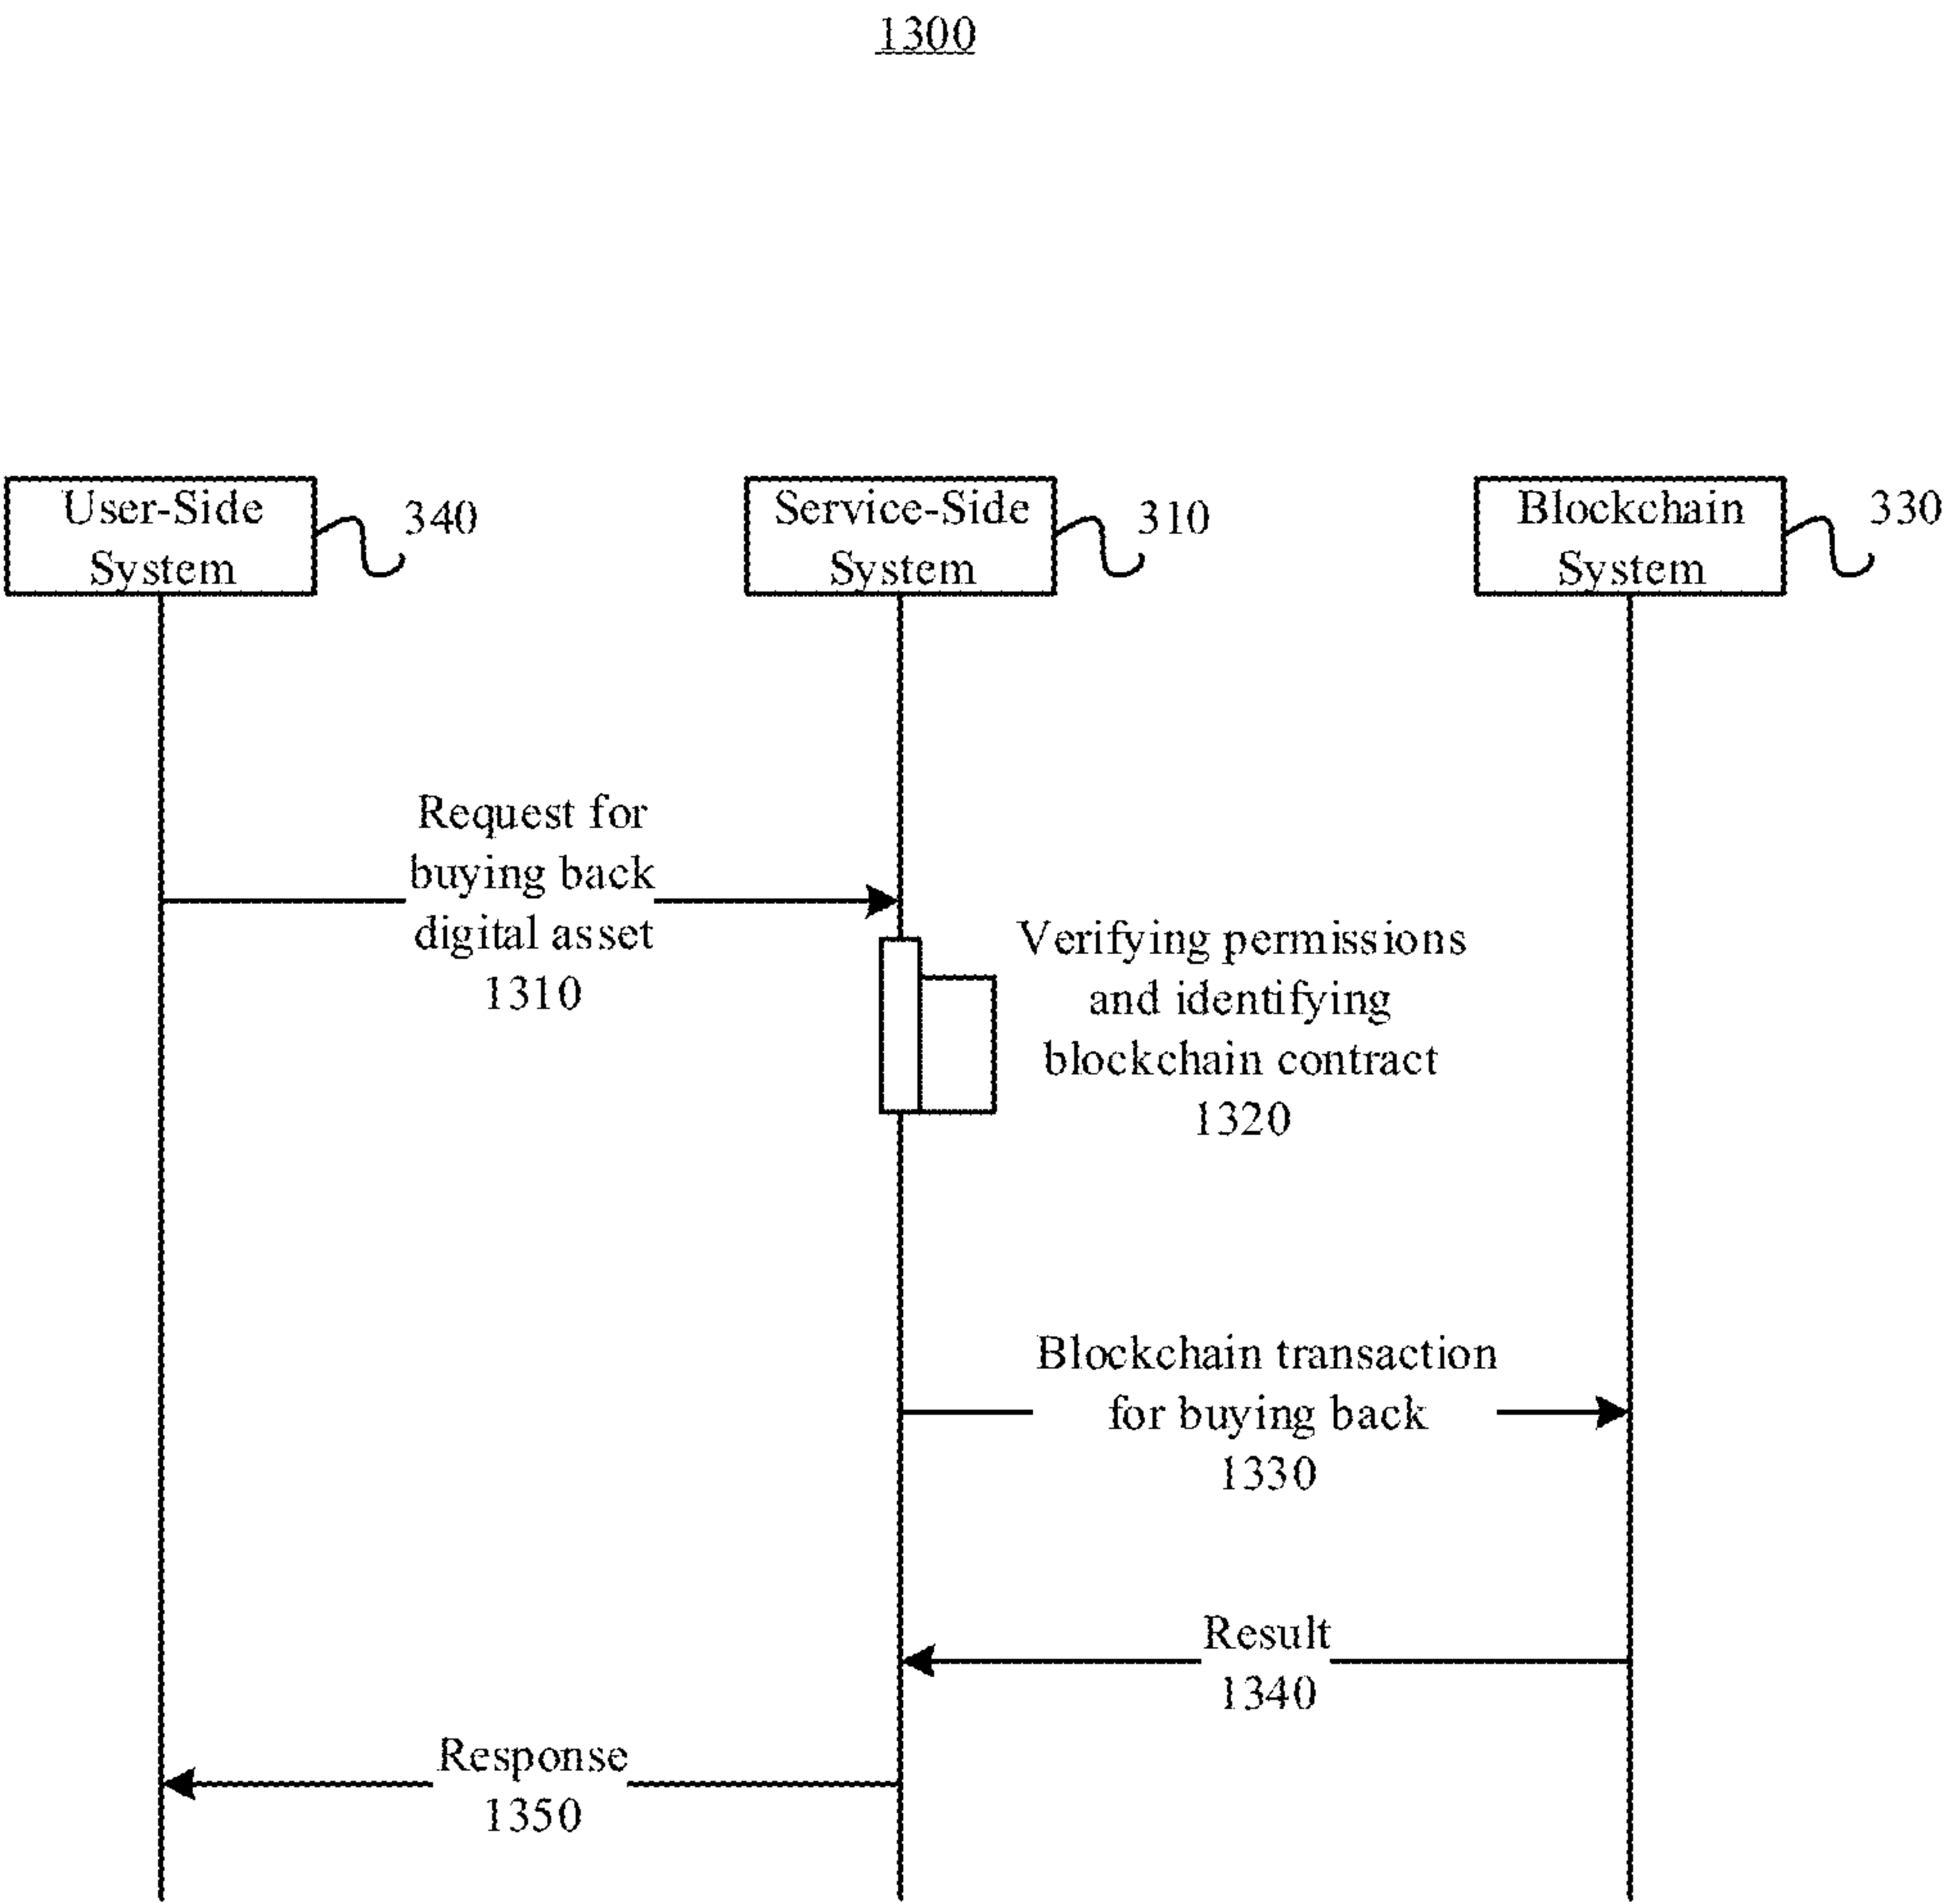 1300
User-Side
System
340
Service-Side
System
310
Blockchain
System
330
Request for
buying back
digital asset
1310
Verifying permissions
and identifying
blockchain contract
1320
Blockchain transaction
for buying back
1330
Result
1340
Response
1350